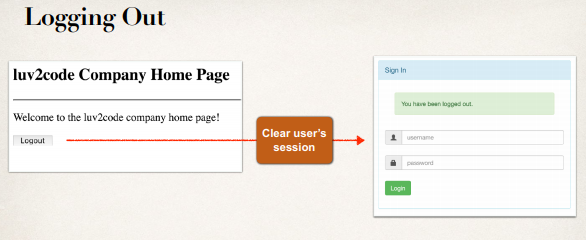 Logging Out
luv2code Company Home Page
Welcome to the luv2code company home page!
Logout
Clear user's
session
Sign In
You have been logged out.
username
password
Login